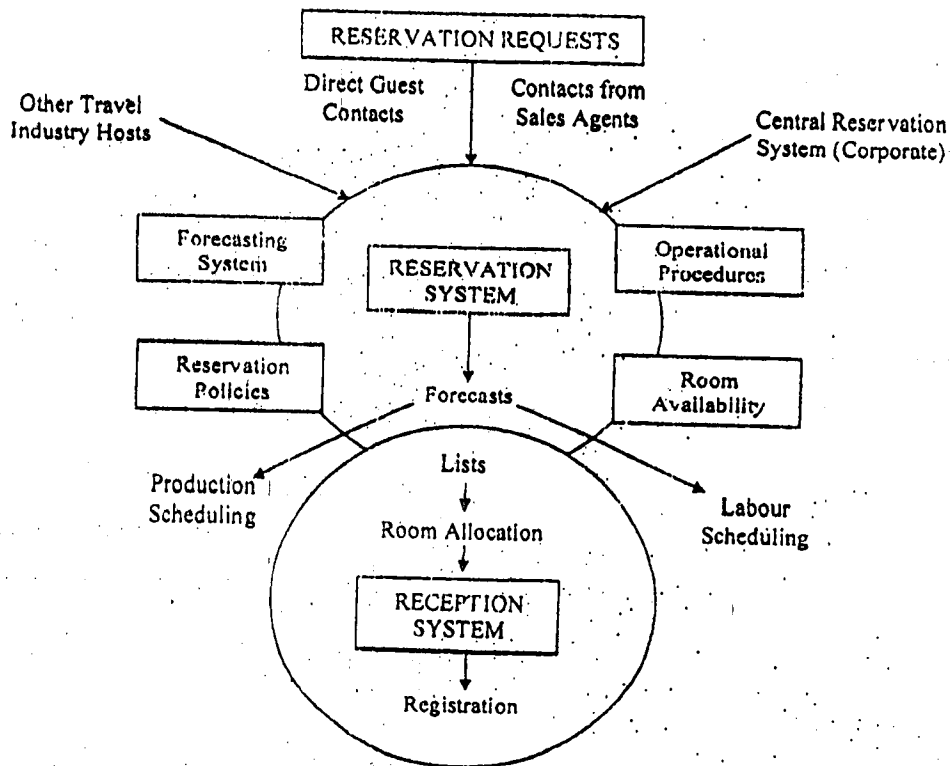 RESERVATION REQUESTS
Direct Guest
Contacts
Contacts from
Sales Agents
Other Travel
Industry Hosts
Central Reservation
System (Corporate)
Forecasting
System
RESERVATION
SYSTEM
Operational
Procedures
Reservation
Policies
Forecasts
Room
Availability
Production
Scheduling
Lists
Labour
Scheduling
Room Allocation
RECEPTION
SYSTEM
Registration